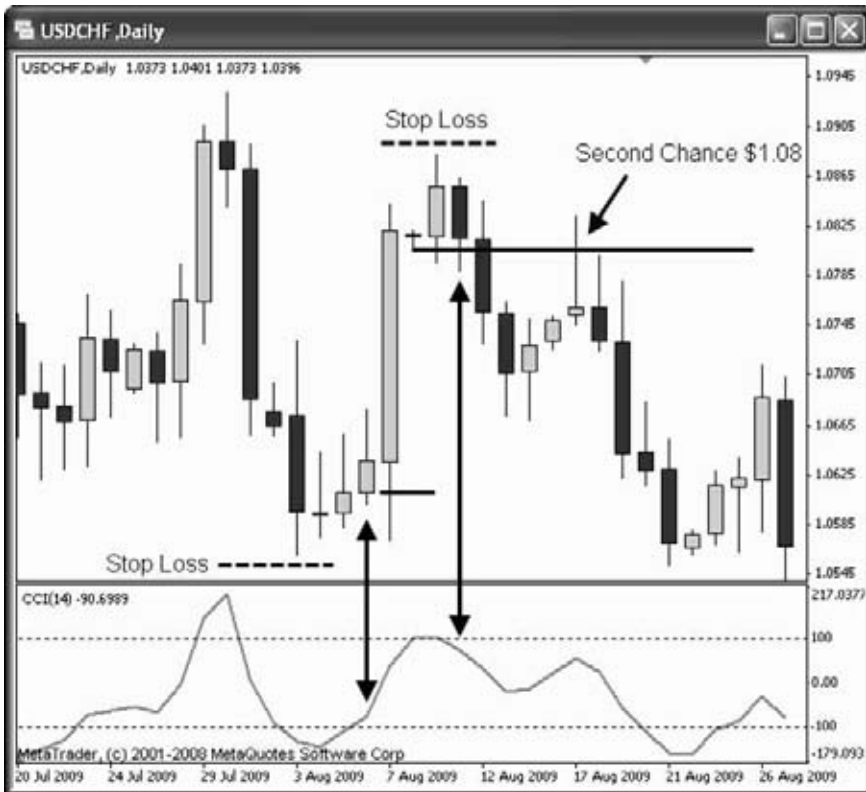 USDCHF,Daily
USDCHF,Daily 1.0373 1.0401 1.0373 1.0396
1.0945
Stop Loss
1.0905
Second Chance $1.08
1.0865
1.0825
1.0785
1.0745
1.0705
1.0665
1.0625
1.0585
Stop Loss
1.0545
CCI(14) -90.6989
217.0377
100
0.00
100
MetaTrader, (c) 2001-2008 MetaQuotes Software Corp
-179.093
20 Jul 2009 24 Jul 2009 29 Jul 2009 3 Aug 2009 7 Aug 2009 12 Aug 2009 17 Aug 2009 21 Aug 2009 26 Aug 2009